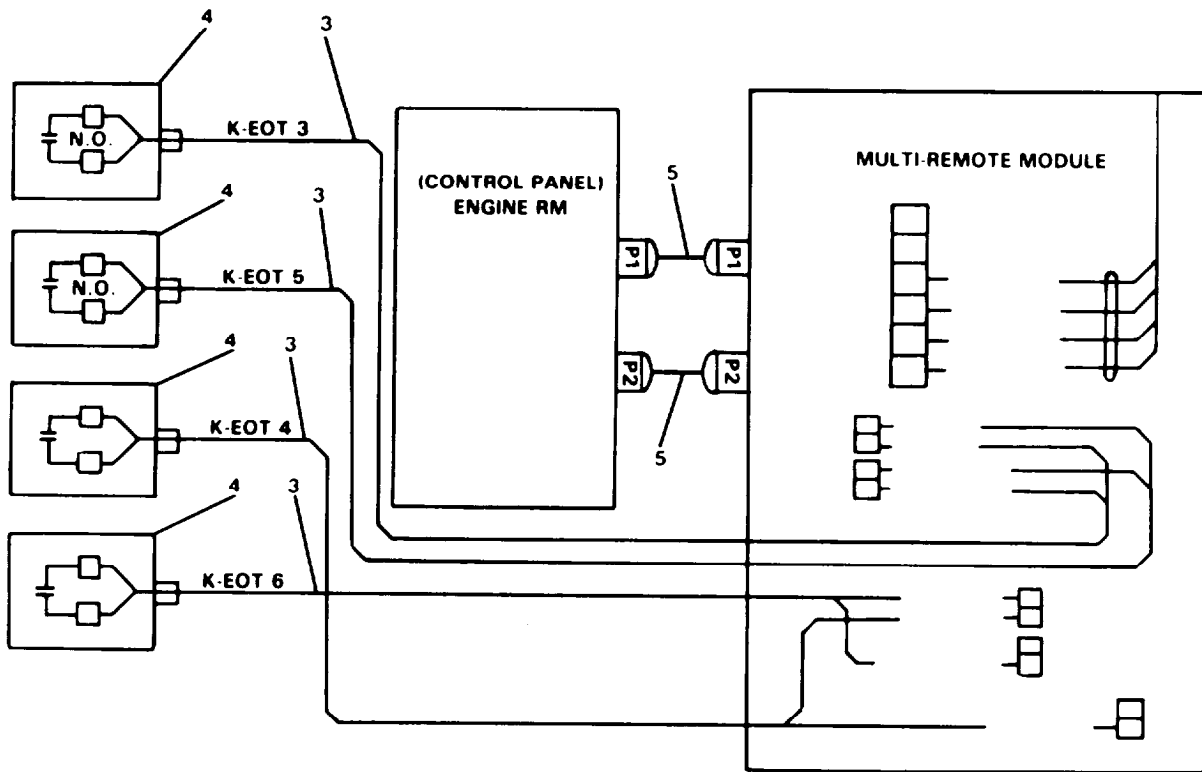 4
3
N.O.
K-EOT 3
4
3
N.O.
K-EOT 5
4
3
K-EOT 4
4
3
K-EOT 6
(CONTROL PANEL)
ENGINE RM
P1
5
P1
P2
5
P2
MULTI-REMOTE MODULE